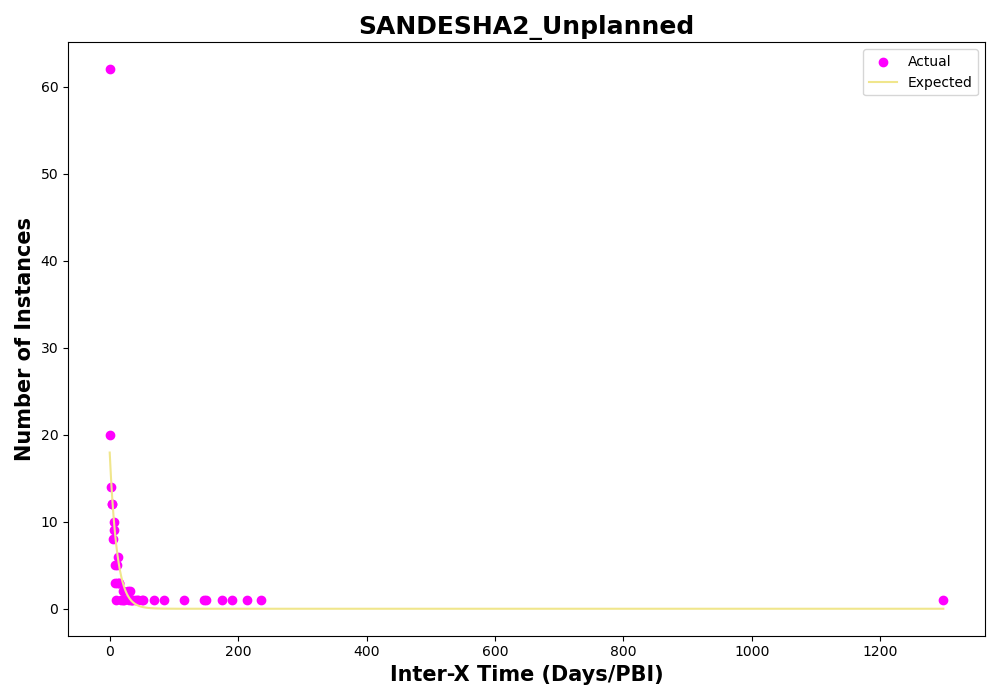 SANDESHA2_Unplanned
Actual
Expected
Number of Instances
60
50
40
30
20
10
0
0 200 400 600 800 1000 1200
Inter-X Time (Days/PBI)